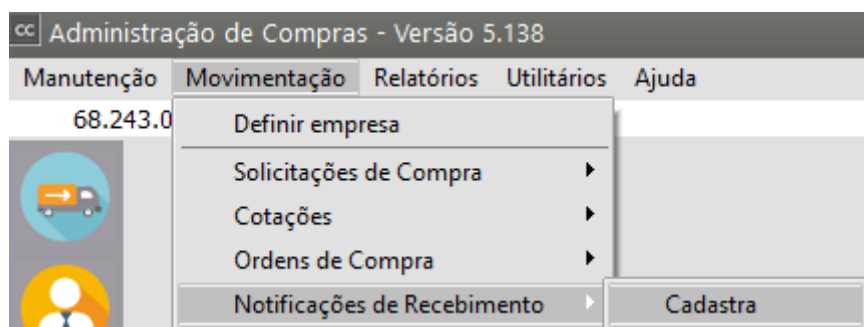 cc Administração de Compras - Versão 5.138
Manutenção Movimentação Relatórios Utilitários Ajuda
68.243.0
Definir empresa
Solicitações de Compra
Cotações
Ordens de Compra
Notificações de Recebimento Cadastra